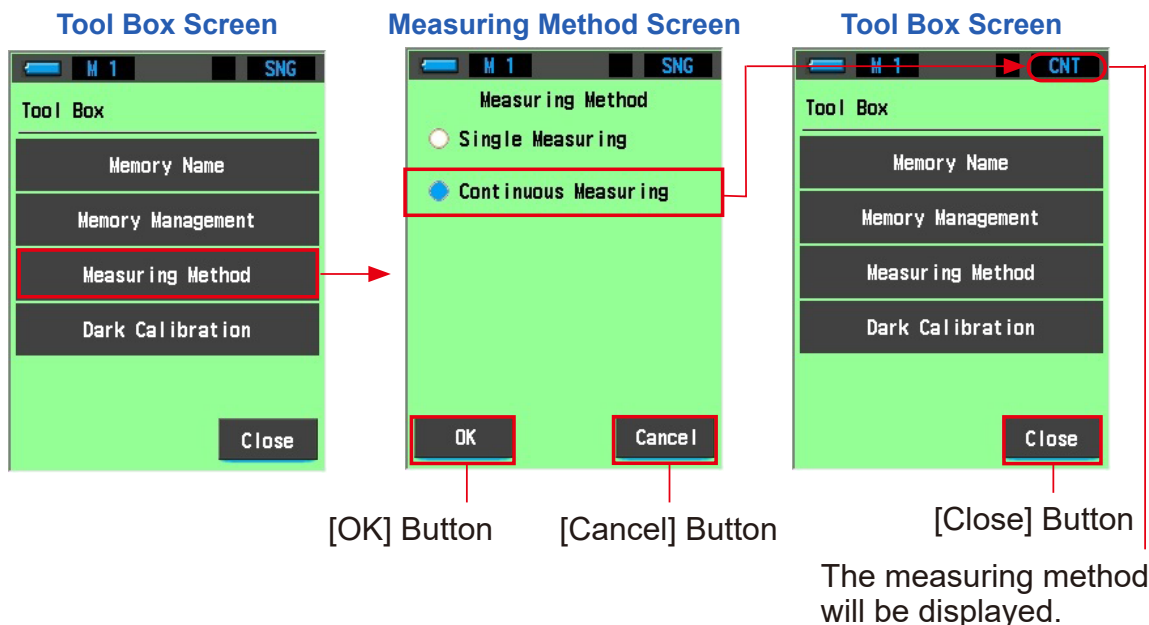 Tool Box Screen
M 1 SNG
Tool Box
Memory Name
Memory Management
Measuring Method
Dark Calibration
Close
Measuring Method Screen
M 1 SNG
Measuring Method
Single Measuring
Continuous Measuring
OK Cancel
[OK] Button [Cancel] Button
Tool Box Screen
M 1 CNT
Tool Box
Memory Name
Memory Management
Measuring Method
Dark Calibration
Close
[Close] Button
The measuring method
will be displayed.